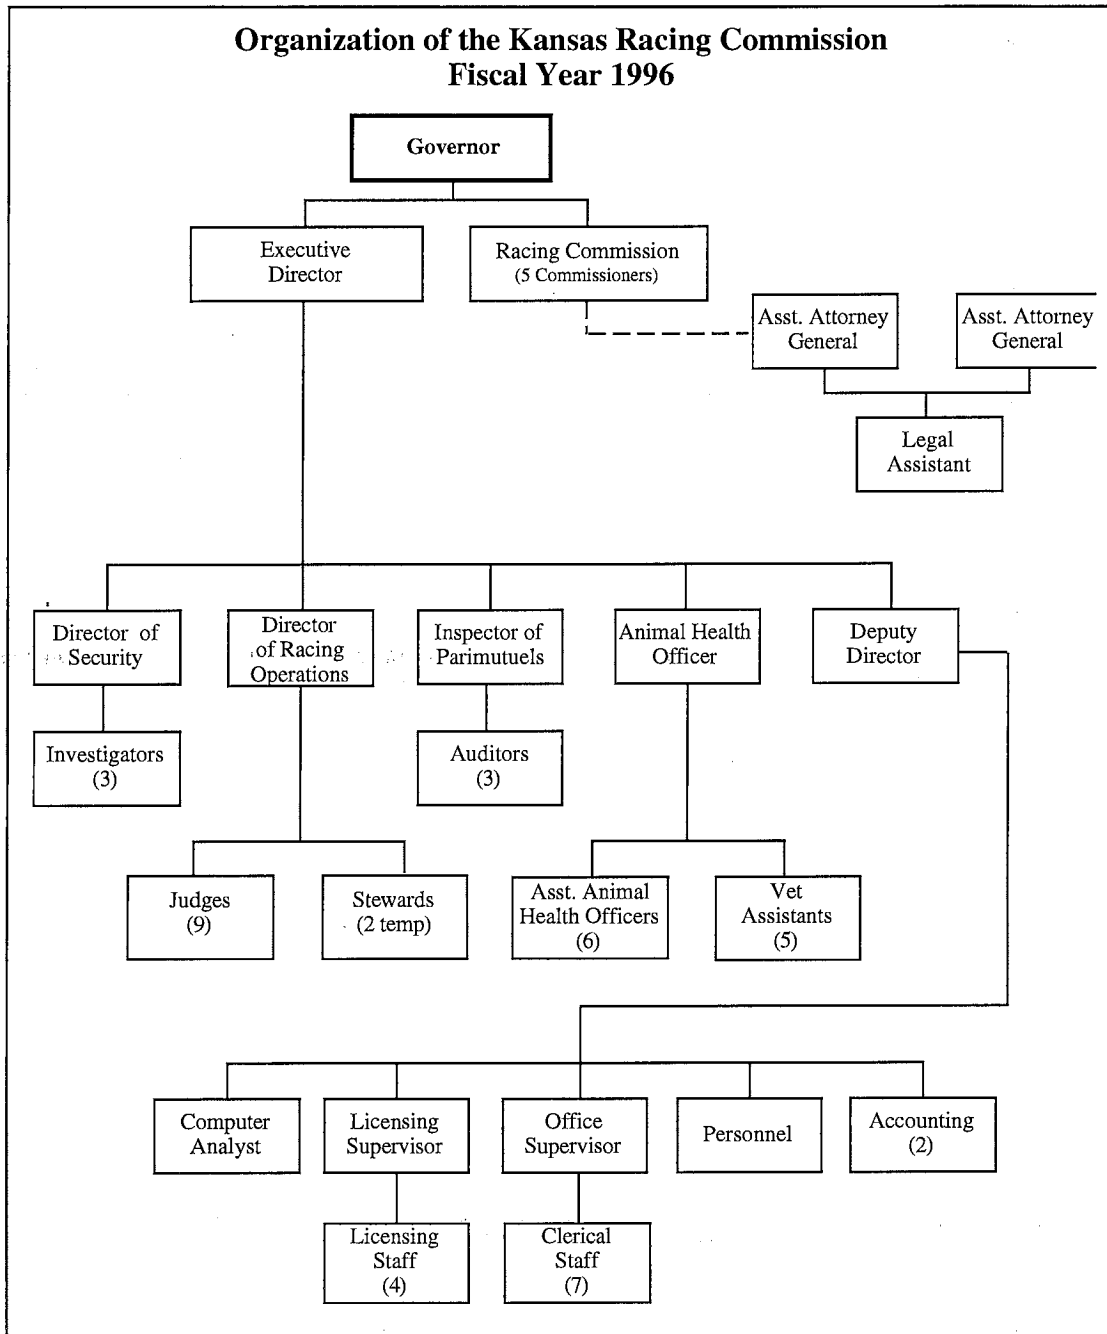 Organization of the Kansas Racing Commission
Fiscal Year 1996
Governor
Executive
Director
Racing Commission
(5 Commissioners)
Asst. Attorney
General
Asst. Attorney
General
Legal
Assistant
Director of
Security
Director
of Racing
Operations
Inspector of
Parimutuels
Animal Health
Officer
Deputy
Director
Investigators
(3)
Auditors
(3)
Judges
(9)
Stewards
(2 temp)
Asst. Animal
Health Officers
(6)
Vet
Assistants
(5)
Computer
Analyst
Licensing
Supervisor
Office
Supervisor
Personnel
Accounting
(2)
Licensing
Staff
(4)
Clerical
Staff
(7)